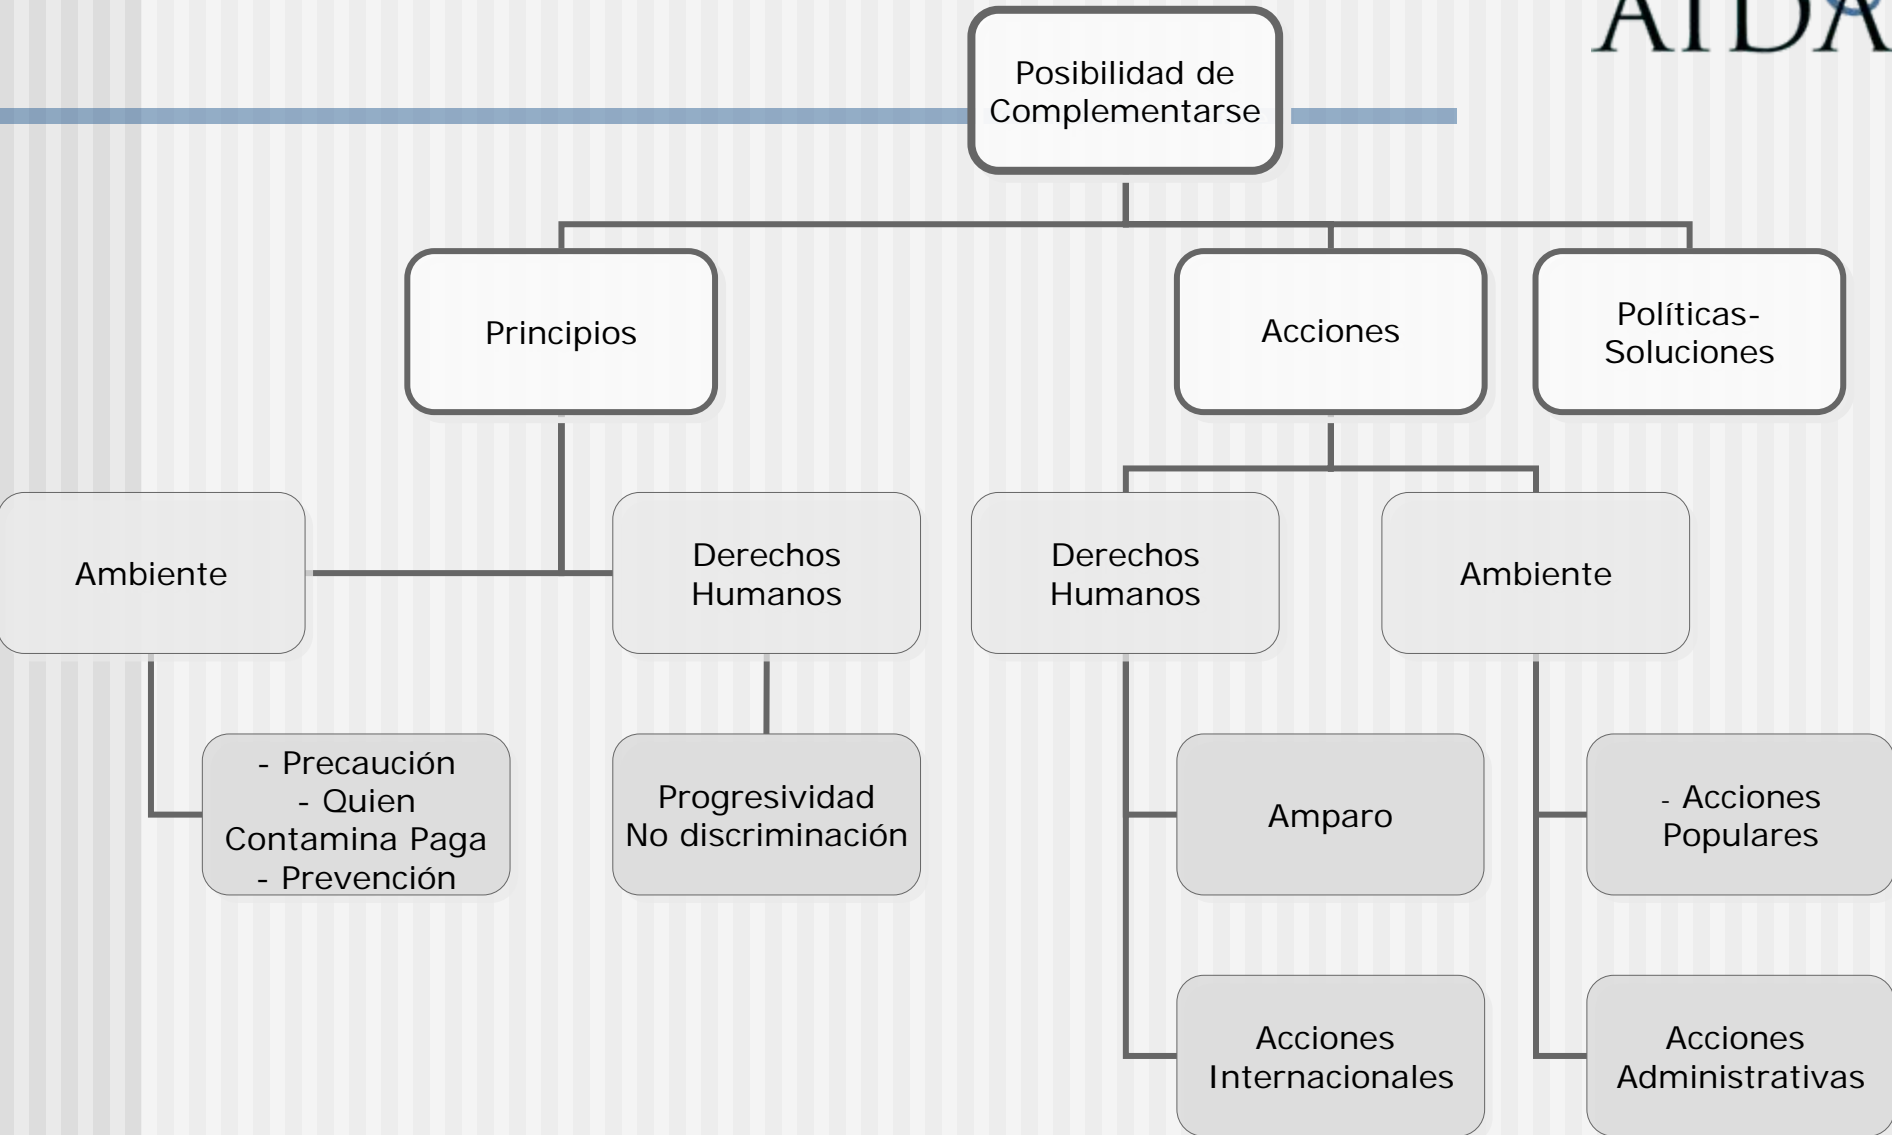 AIDA
Posibilidad de
Complementarse
Principios
Acciones
Políticas-
Soluciones
Ambiente
Derechos
Humanos
Derechos
Humanos
Ambiente
- Precaución
- Quien
Contamina Paga
- Prevención
Progresividad
No discriminación
Amparo
- Acciones
Populares
Acciones
Internacionales
Acciones
Administrativas